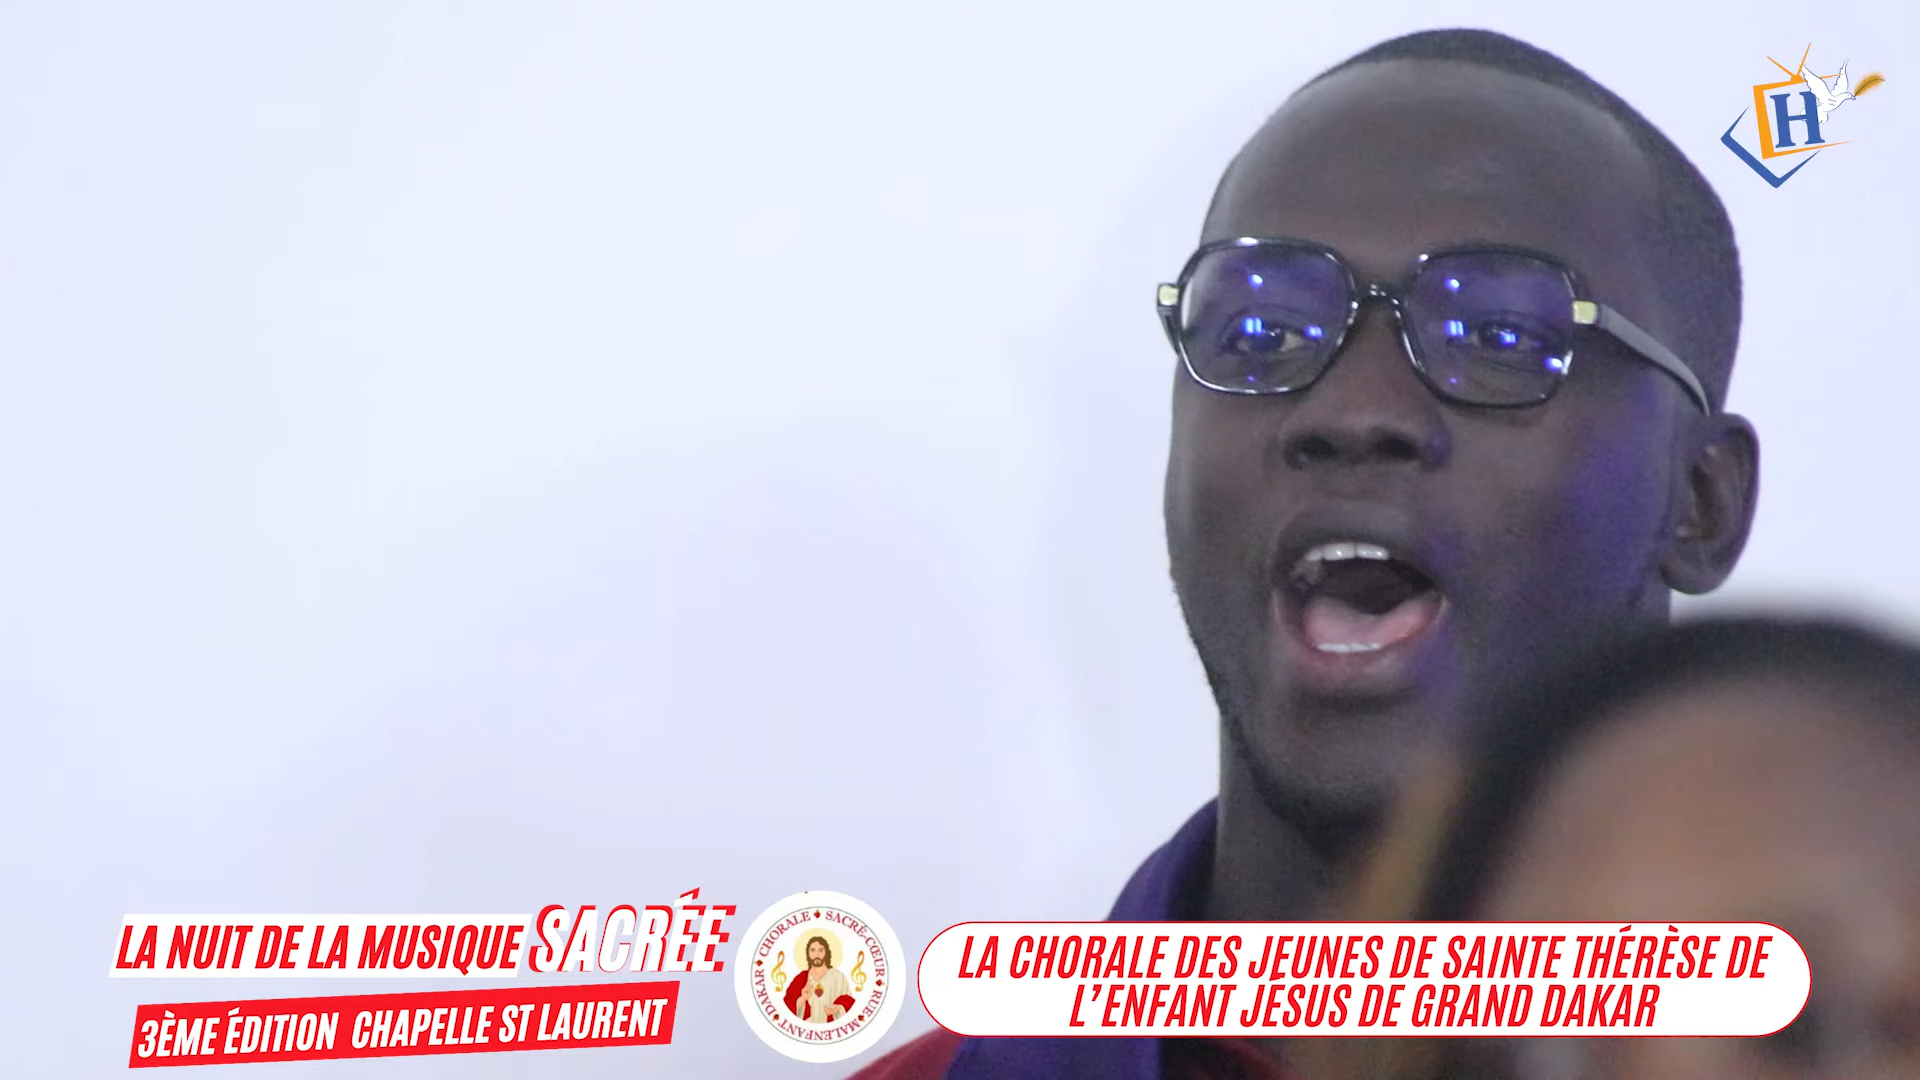 H
LA NUIT DE LA MUSIQUE SACRÉE
3ÈME ÉDITION CHAPELLE ST LAURENT
CHORALE SACRÉ-CŒUR RUE MALENFANT DAKAR
LA CHORALE DES JEUNES DE SAINTE THÉRÈSE DE
L’ENFANT JÉSUS DE GRAND DAKAR